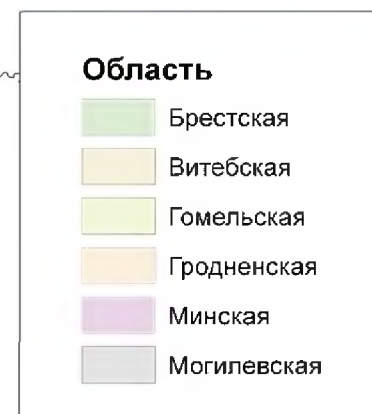 Область
Брестская
Витебская
Гомельская
Гродненская
Минская
Могилевская